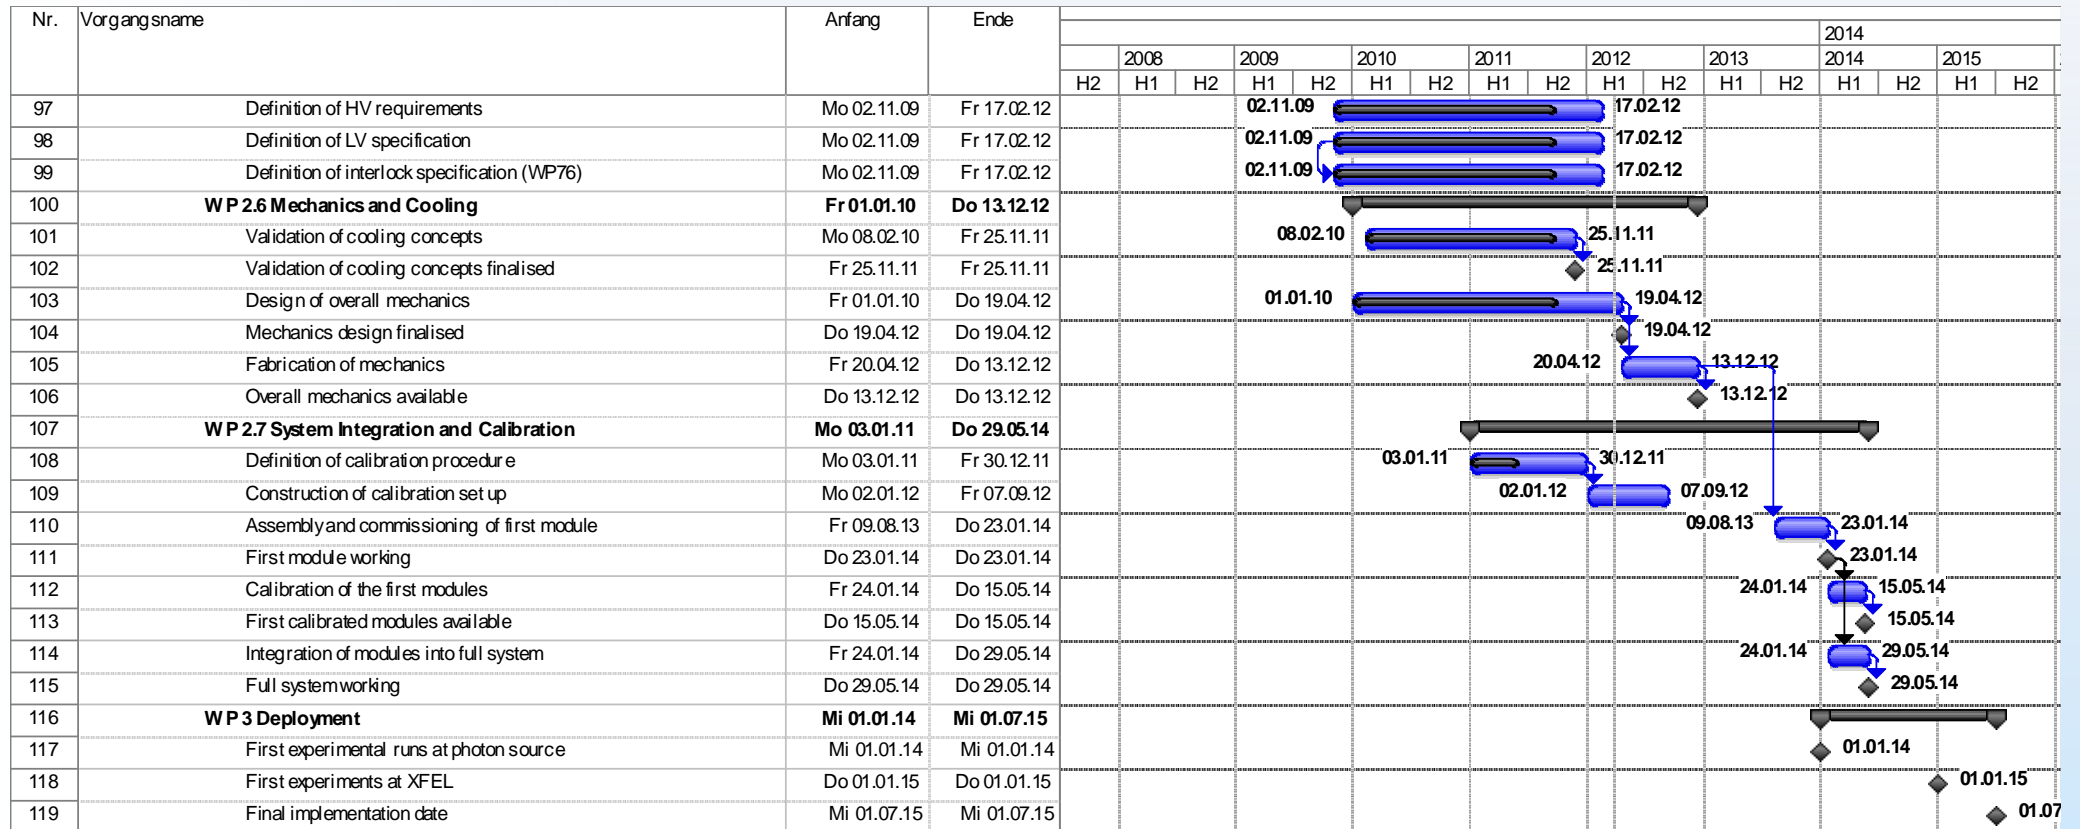 Nr. Vorgangsname Anfang Ende
2014
2008 2009 2010 2011 2012 2013 2014 2015
H2 H1 H2 H1 H2 H1 H2 H1 H2 H1 H2 H1 H2 H1 H2 H1 H2
97 Definition of HV requirements Mo 02.11.09 Fr 17.02.12 02.11.09 17.02.12
98 Definition of LV specification Mo 02.11.09 Fr 17.02.12 02.11.09 17.02.12
99 Definition of interlock specification (WP76) Mo 02.11.09 Fr 17.02.12 02.11.09 17.02.12
100 WP 2.6 Mechanics and Cooling Fr 01.01.10 Do 13.12.12
101 Validation of cooling concepts Mo 08.02.10 Fr 25.11.11 08.02.10 25.11.11
102 Validation of cooling concepts finalised Fr 25.11.11 Fr 25.11.11 25.11.11
103 Design of overall mechanics Fr 01.01.10 Do 19.04.12 01.01.10 19.04.12
104 Mechanics design finalised Do 19.04.12 Do 19.04.12 19.04.12
105 Fabrication of mechanics Fr 20.04.12 Do 13.12.12 20.04.12 13.12.12
106 Overall mechanics available Do 13.12.12 Do 13.12.12 13.12.12
107 WP 2.7 System Integration and Calibration Mo 03.01.11 Do 29.05.14
108 Definition of calibration procedure Mo 03.01.11 Fr 30.12.11 03.01.11 30.12.11
109 Construction of calibration set up Mo 02.01.12 Fr 07.09.12 02.01.12 07.09.12
110 Assembly and commissioning of first module Fr 09.08.13 Do 23.01.14 09.08.13 23.01.14
111 First module working Do 23.01.14 Do 23.01.14 23.01.14
112 Calibration of the first modules Fr 24.01.14 Do 15.05.14 24.01.14 15.05.14
113 First calibrated modules available Do 15.05.14 Do 15.05.14 15.05.14
114 Integration of modules into full system Fr 24.01.14 Do 29.05.14 24.01.14 29.05.14
115 Full system working Do 29.05.14 Do 29.05.14 29.05.14
116 WP 3 Deployment Mi 01.01.14 Mi 01.07.15
117 First experimental runs at photon source Mi 01.01.14 Mi 01.01.14 01.01.14
118 First experiments at XFEL Do 01.01.15 Do 01.01.15 01.01.15
119 Final implementation date Mi 01.07.15 Mi 01.07.15 01.07